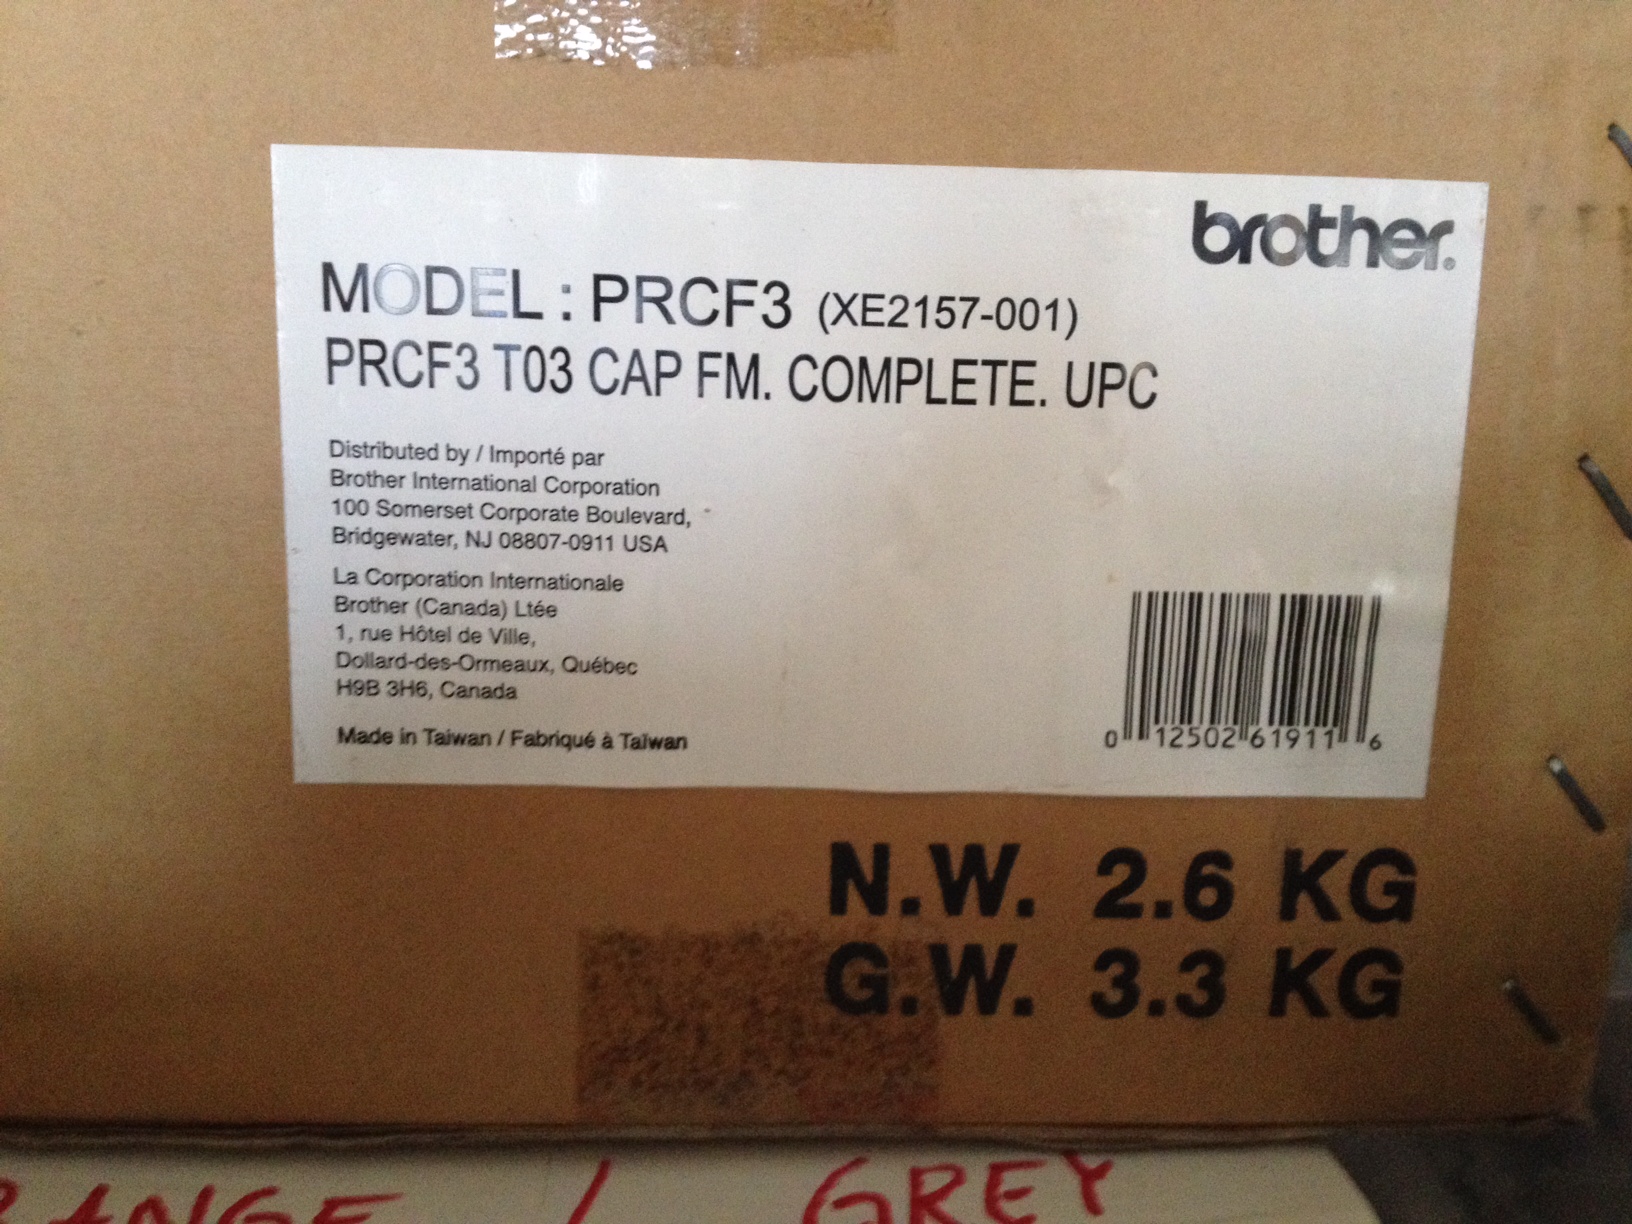 brother®
MODEL : PRCF3 (XE2157-001)
PRCF3 T03 CAP FM. COMPLETE. UPC
Distributed by / Importé par
Brother International Corporation
100 Somerset Corporate Boulevard,
Bridgewater, NJ 08807-0911 USA
La Corporation Internationale
Brother (Canada) Ltée
1, rue Hôtel de Ville,
Dollard-des-Ormeaux, Québec
H9B 3H6, Canada
Made in Taiwan / Fabriqué à Taïwan
0 12502 61911 6
N.W. 2.6 KG
G.W. 3.3 KG
RANGE / GREY